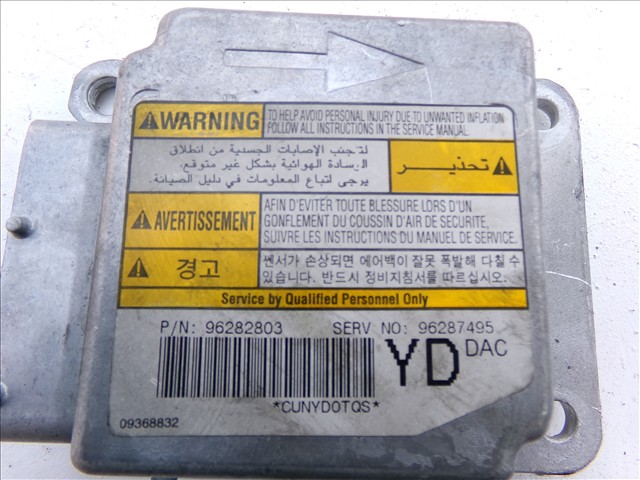 WARNING
TO HELP AVOID PERSONAL INJURY DUE TO UNWANTED INFLATION
FOLLOW ALL INSTRUCTIONS IN THE SERVICE MANUAL.
تحذير
لتجنب الإصابات الجسدية من انطلاق
الوسادة الهوائية بشكل غير متوقع,
يرجى اتباع المعلومات في دليل الصيانة.
AVERTISSEMENT
AFIN D'EVITER TOUTE BLESSURE LORS D'UN
GONFLEMENT DU COUSSIN D'AIR DE SECURITE,
SUIVRE LES INSTRUCTIONS DU MANUEL DE SERVICE.
경고
쎈서가 손상되면 에어백이 잘못 폭발해 다칠 수
있습니다. 반드시 정비지침서를 따르십시오.
Service by Qualified Personnel Only
P/N: 96282803 SERV NO: 96287495
YD DAC
*CUNYDOTQS*
09368832